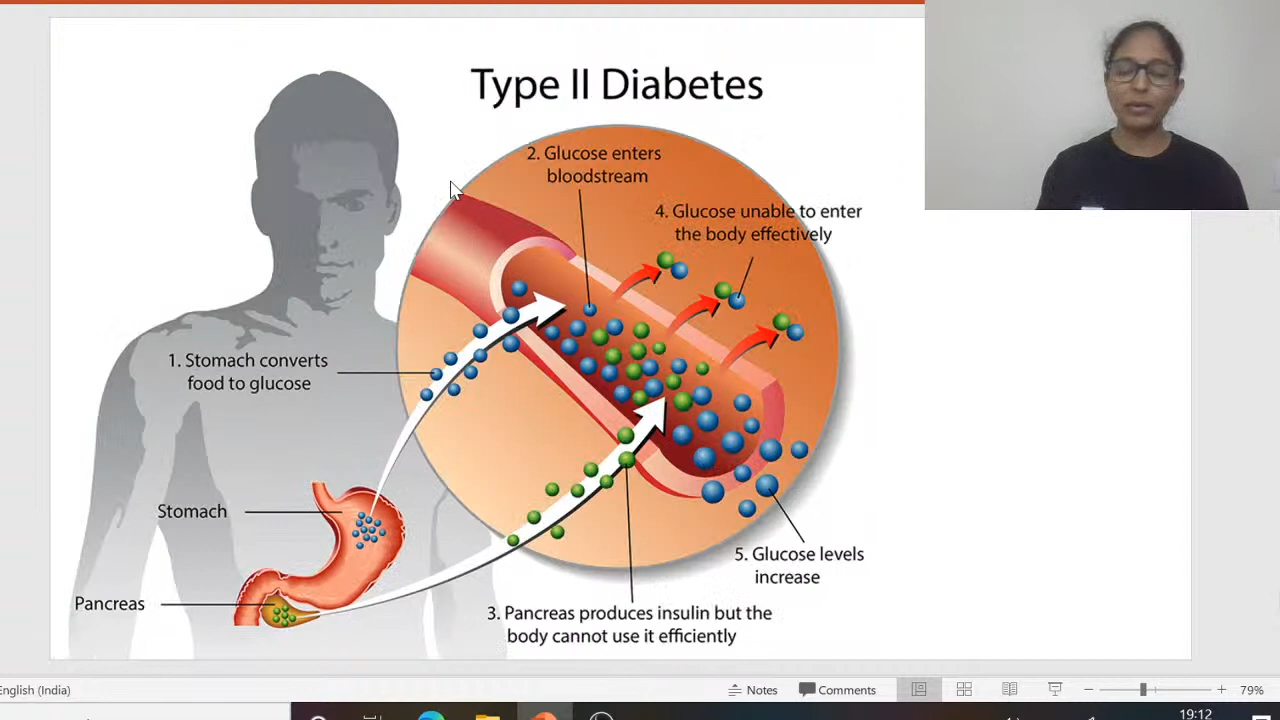 Type II Diabetes
2. Glucose enters
bloodstream
4. Glucose unable to enter
the body effectively
1. Stomach converts
food to glucose
Stomach
Pancreas
5. Glucose levels
increase
3. Pancreas produces insulin but the
body cannot use it efficiently
English (India)
Notes
Comments
79%
19:12